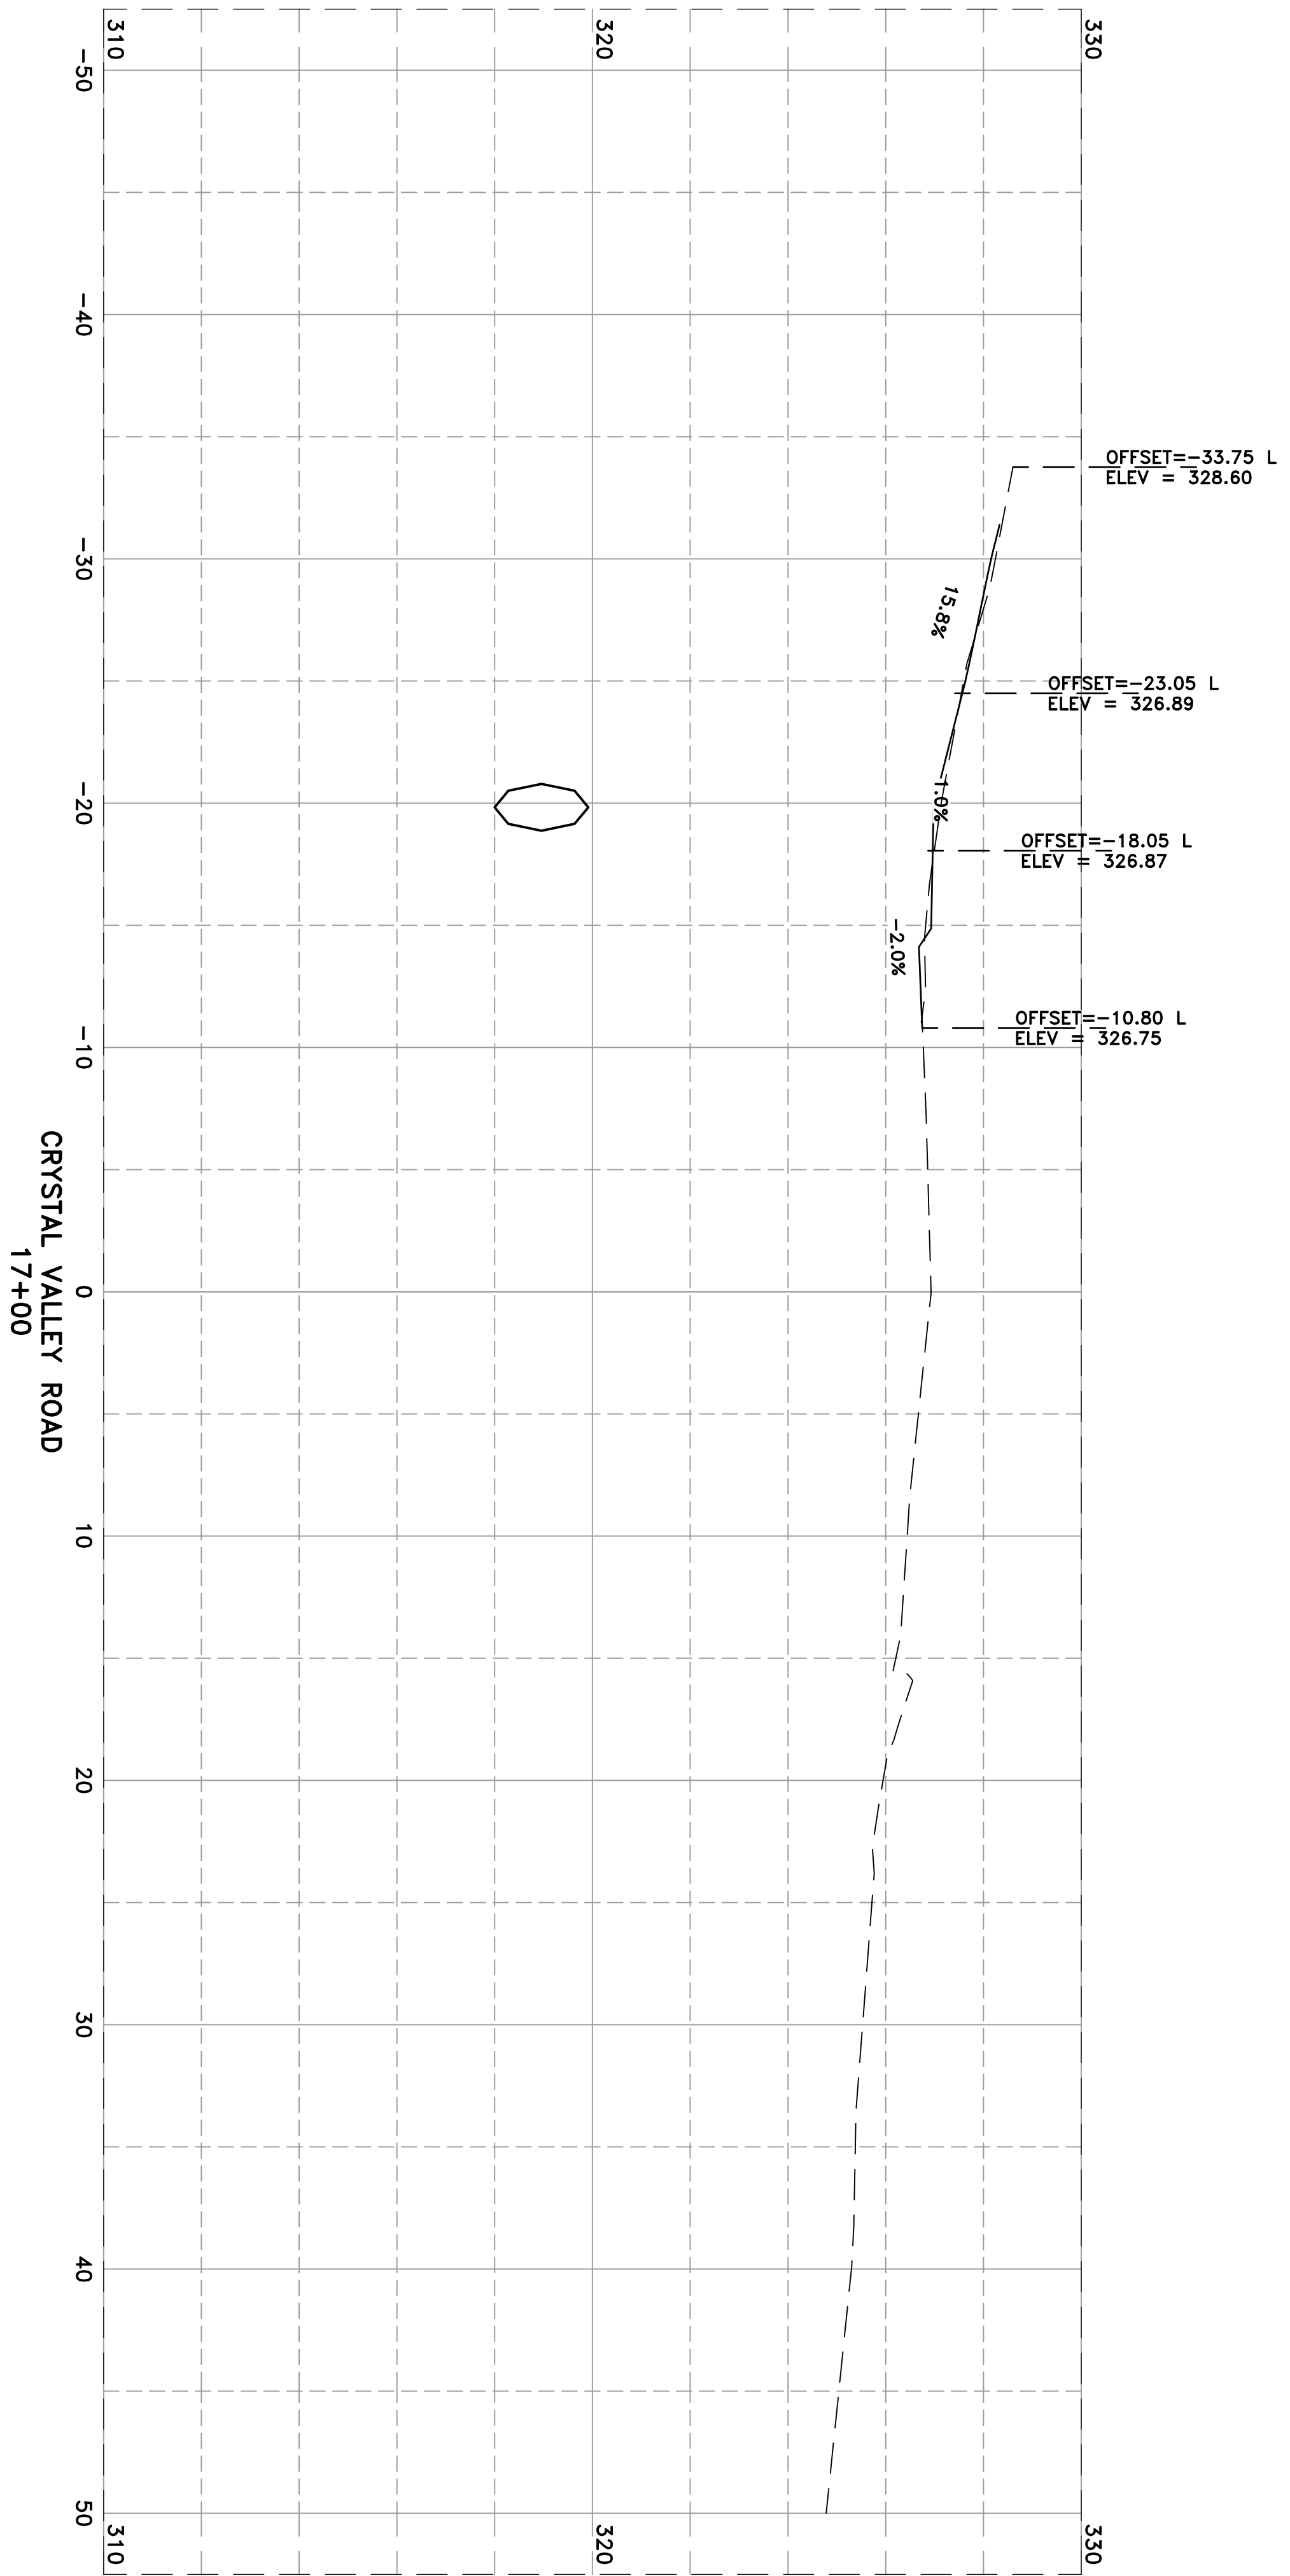 330
330
OFFSET=-33.75 L
ELEV = 328.60
OFFSET=-23.05 L
ELEV = 326.89
OFFSET=-18.05 L
ELEV = 326.87
OFFSET=-10.80 L
ELEV = 326.75
15.8%
1.0%
-2.0%
320
320
310
310
-50
-40
-30
-20
-10
0
10
20
30
40
50
CRYSTAL VALLEY ROAD
17+00